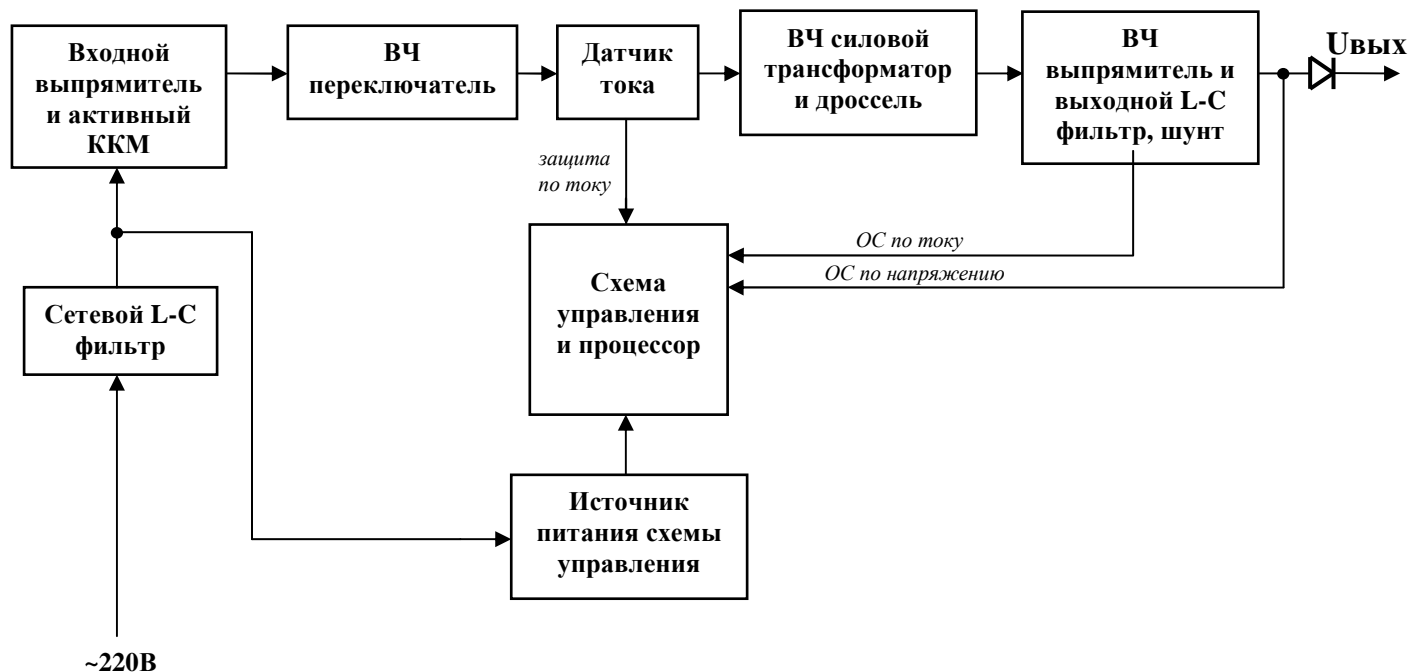 Входной
выпрямитель
и активный
ККМ
ВЧ
переключатель
Датчик
тока
ВЧ силовой
трансформатор
и дроссель
ВЧ
выпрямитель и
выходной L-C
фильтр, шунт
Uвых
защита
по току
ОС по току
ОС по напряжению
Схема
управления
и процессор
Сетевой L-C
фильтр
Источник
питания схемы
управления
~220В